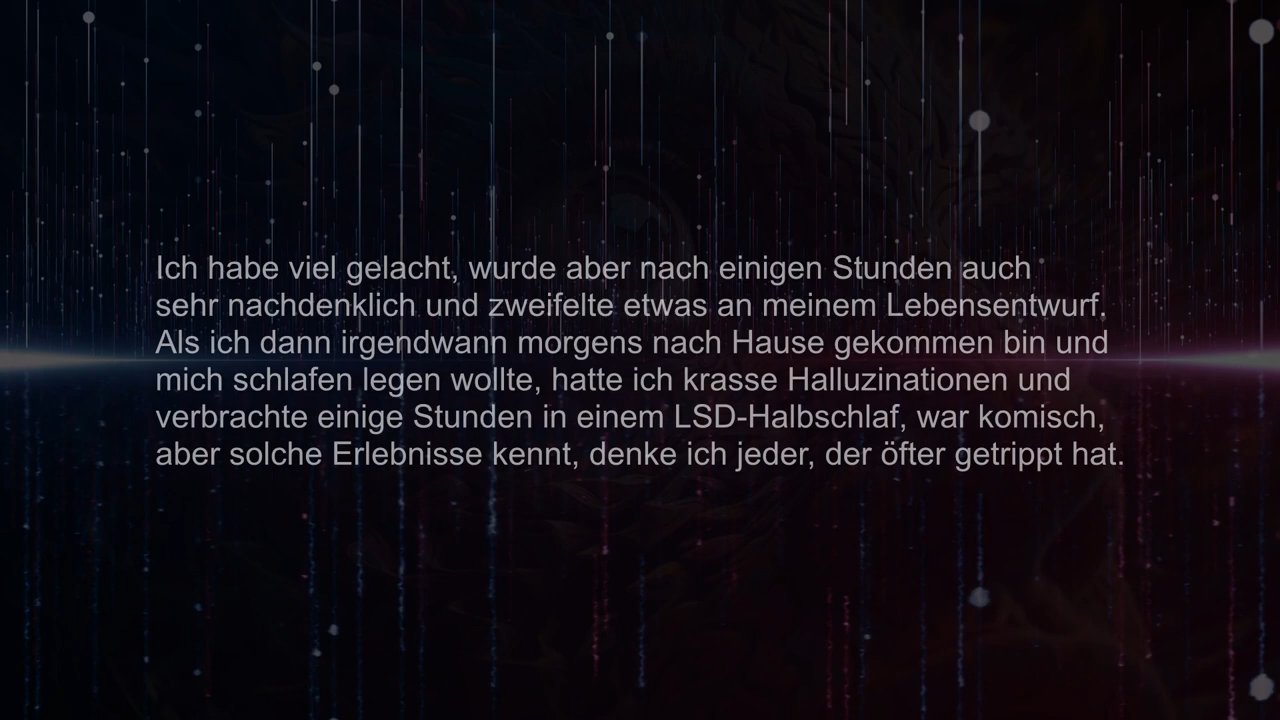 Ich habe viel gelacht, wurde aber nach einigen Stunden auch
sehr nachdenklich und zweifelte etwas an meinem Lebensentwurf.
Als ich dann irgendwann morgens nach Hause gekommen bin und
mich schlafen legen wollte, hatte ich krasse Halluzinationen und
verbrachte einige Stunden in einem LSD-Halbschlaf, war komisch,
aber solche Erlebnisse kennt, denke ich jeder, der öfter getrippt hat.